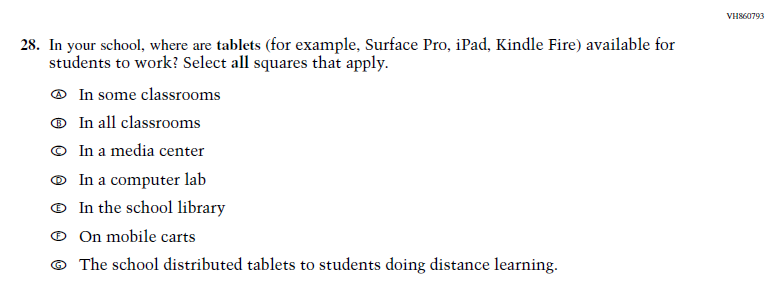 VH860793
28. In your school, where are tablets (for example, Surface Pro, iPad, Kindle Fire) available for
students to work? Select all squares that apply.
A In some classrooms
B In all classrooms
C In a media center
D In a computer lab
E In the school library
F On mobile carts
G The school distributed tablets to students doing distance learning.